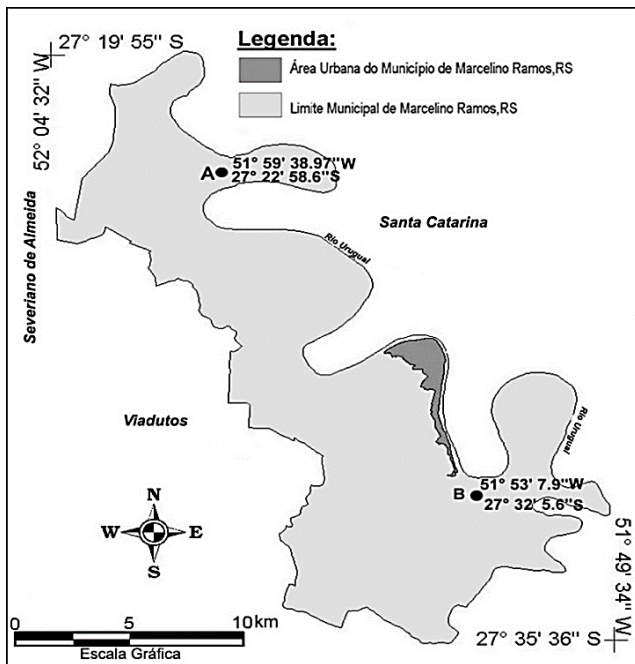 27° 19' 55" S
52° 04' 32" W
Legenda:
Área Urbana do Município de Marcelino Ramos,RS
Limite Municipal de Marcelino Ramos,RS
A
51° 59' 38.97"W
27° 22' 58.6"S
Severiano de Almeida
Santa Catarina
Rio Uruguai
Viadutos
Rio Uruguai
B
51° 53' 7.9"W
27° 32' 5.6"S
N
W
E
S
51° 49' 34" W
0
5
10km
Escala Gráfica
27° 35' 36" S